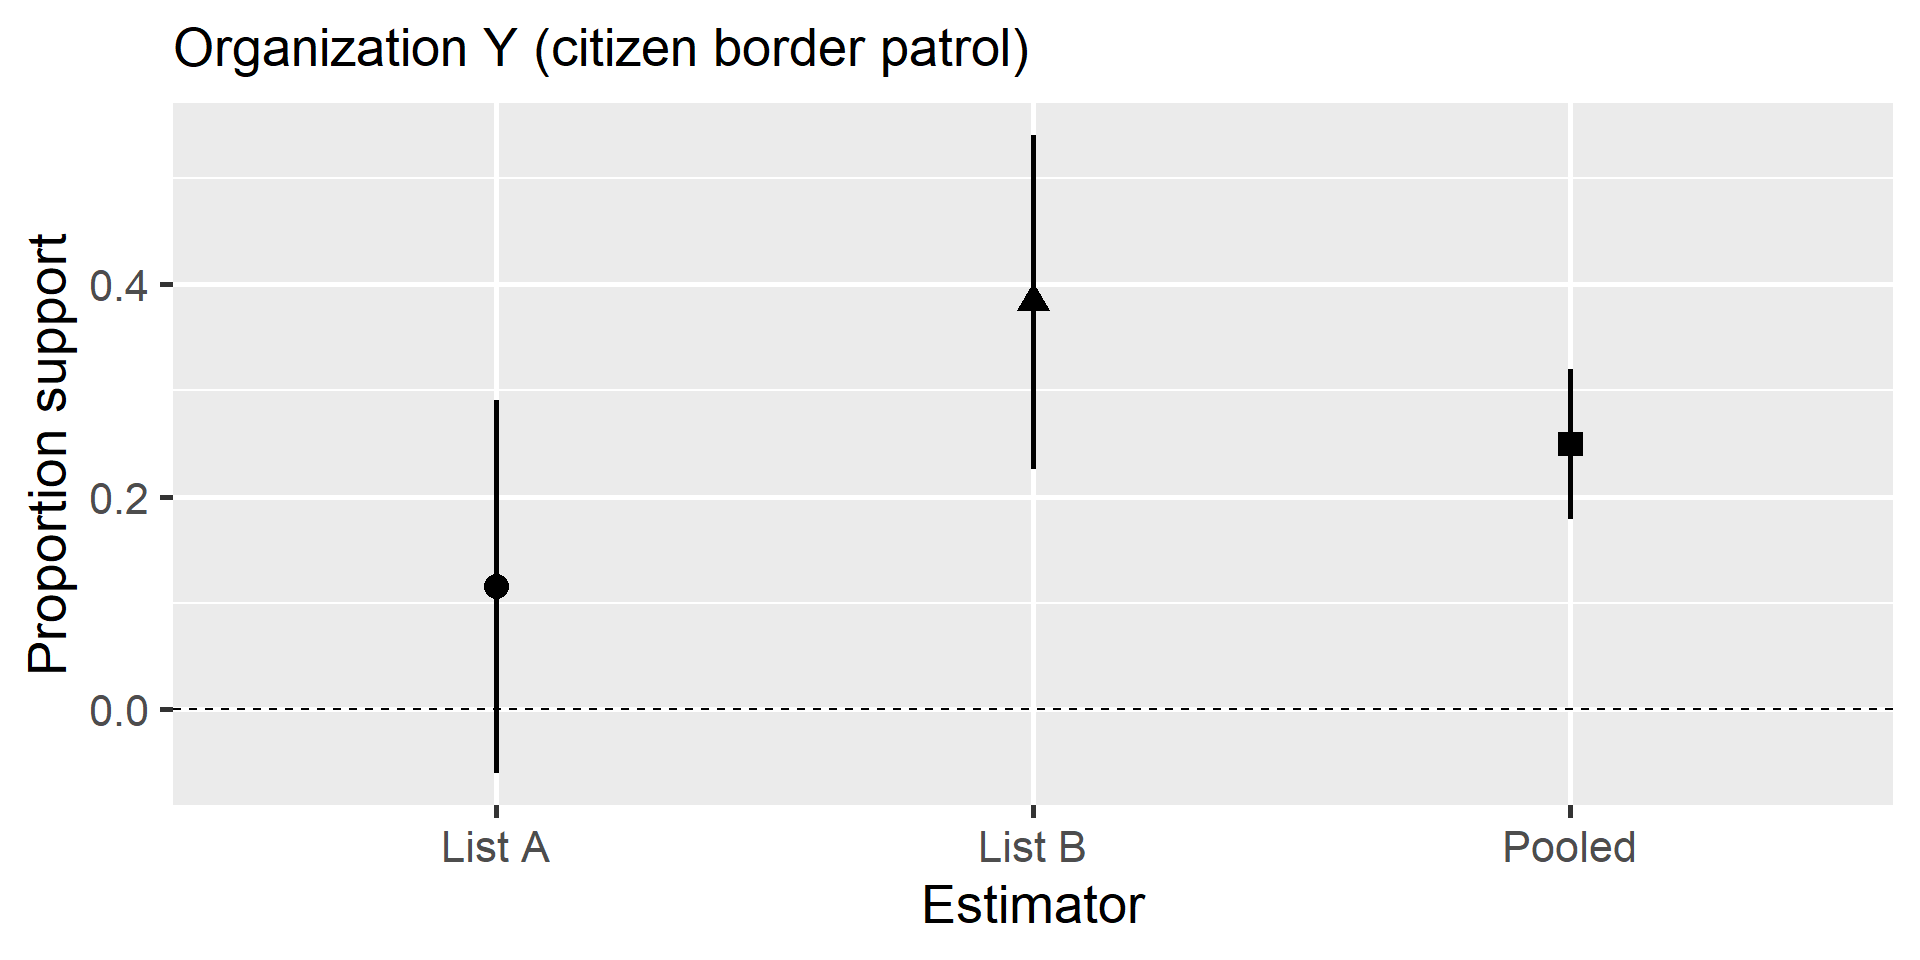 Organization Y (citizen border patrol)
Proportion support
0.4
0.2
0.0
List A
List B
Pooled
Estimator